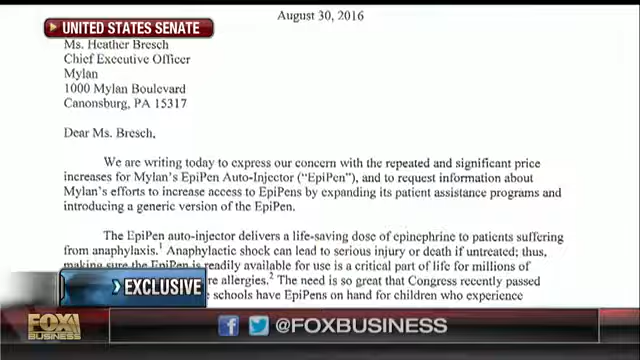 August 30, 2016
UNITED STATES SENATE
Ms. Heather Bresch
Chief Executive Officer
Mylan
1000 Mylan Boulevard
Canonsburg, PA 15317
Dear Ms. Bresch,
We are writing today to express our concern with the repeated and significant price
increases for Mylan's EpiPen Auto-Injector ("EpiPen"), and to request information about
Mylan's efforts to increase access to EpiPens by expanding its patient assistance programs and
introducing a generic version of the EpiPen.
The EpiPen auto-injector delivers a life-saving dose of epinephrine to patients suffering
from anaphylaxis.1 Anaphylactic shock can lead to serious injury or death if untreated; thus,
making sure the EpiPen is readily available for use is a critical part of life for millions of
re allergies.2 The need is so great that Congress recently passed
schools have EpiPens on hand for children who experience
EXCLUSIVE
FOX
BUSINESS
@FOXBUSINESS